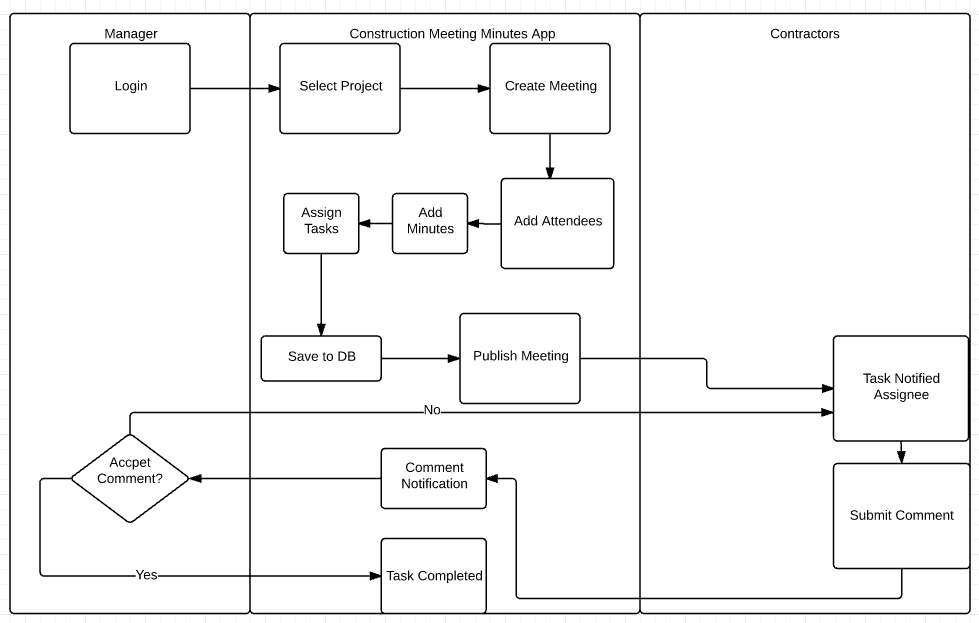 Manager
Construction Meeting Minutes App
Contractors
Login
Select Project
Create Meeting
Assign
Tasks
Add
Minutes
Add Attendees
Save to DB
Publish Meeting
Task Notified
Assignee
No
Accpet
Comment?
Comment
Notification
Submit Comment
Yes
Task Completed